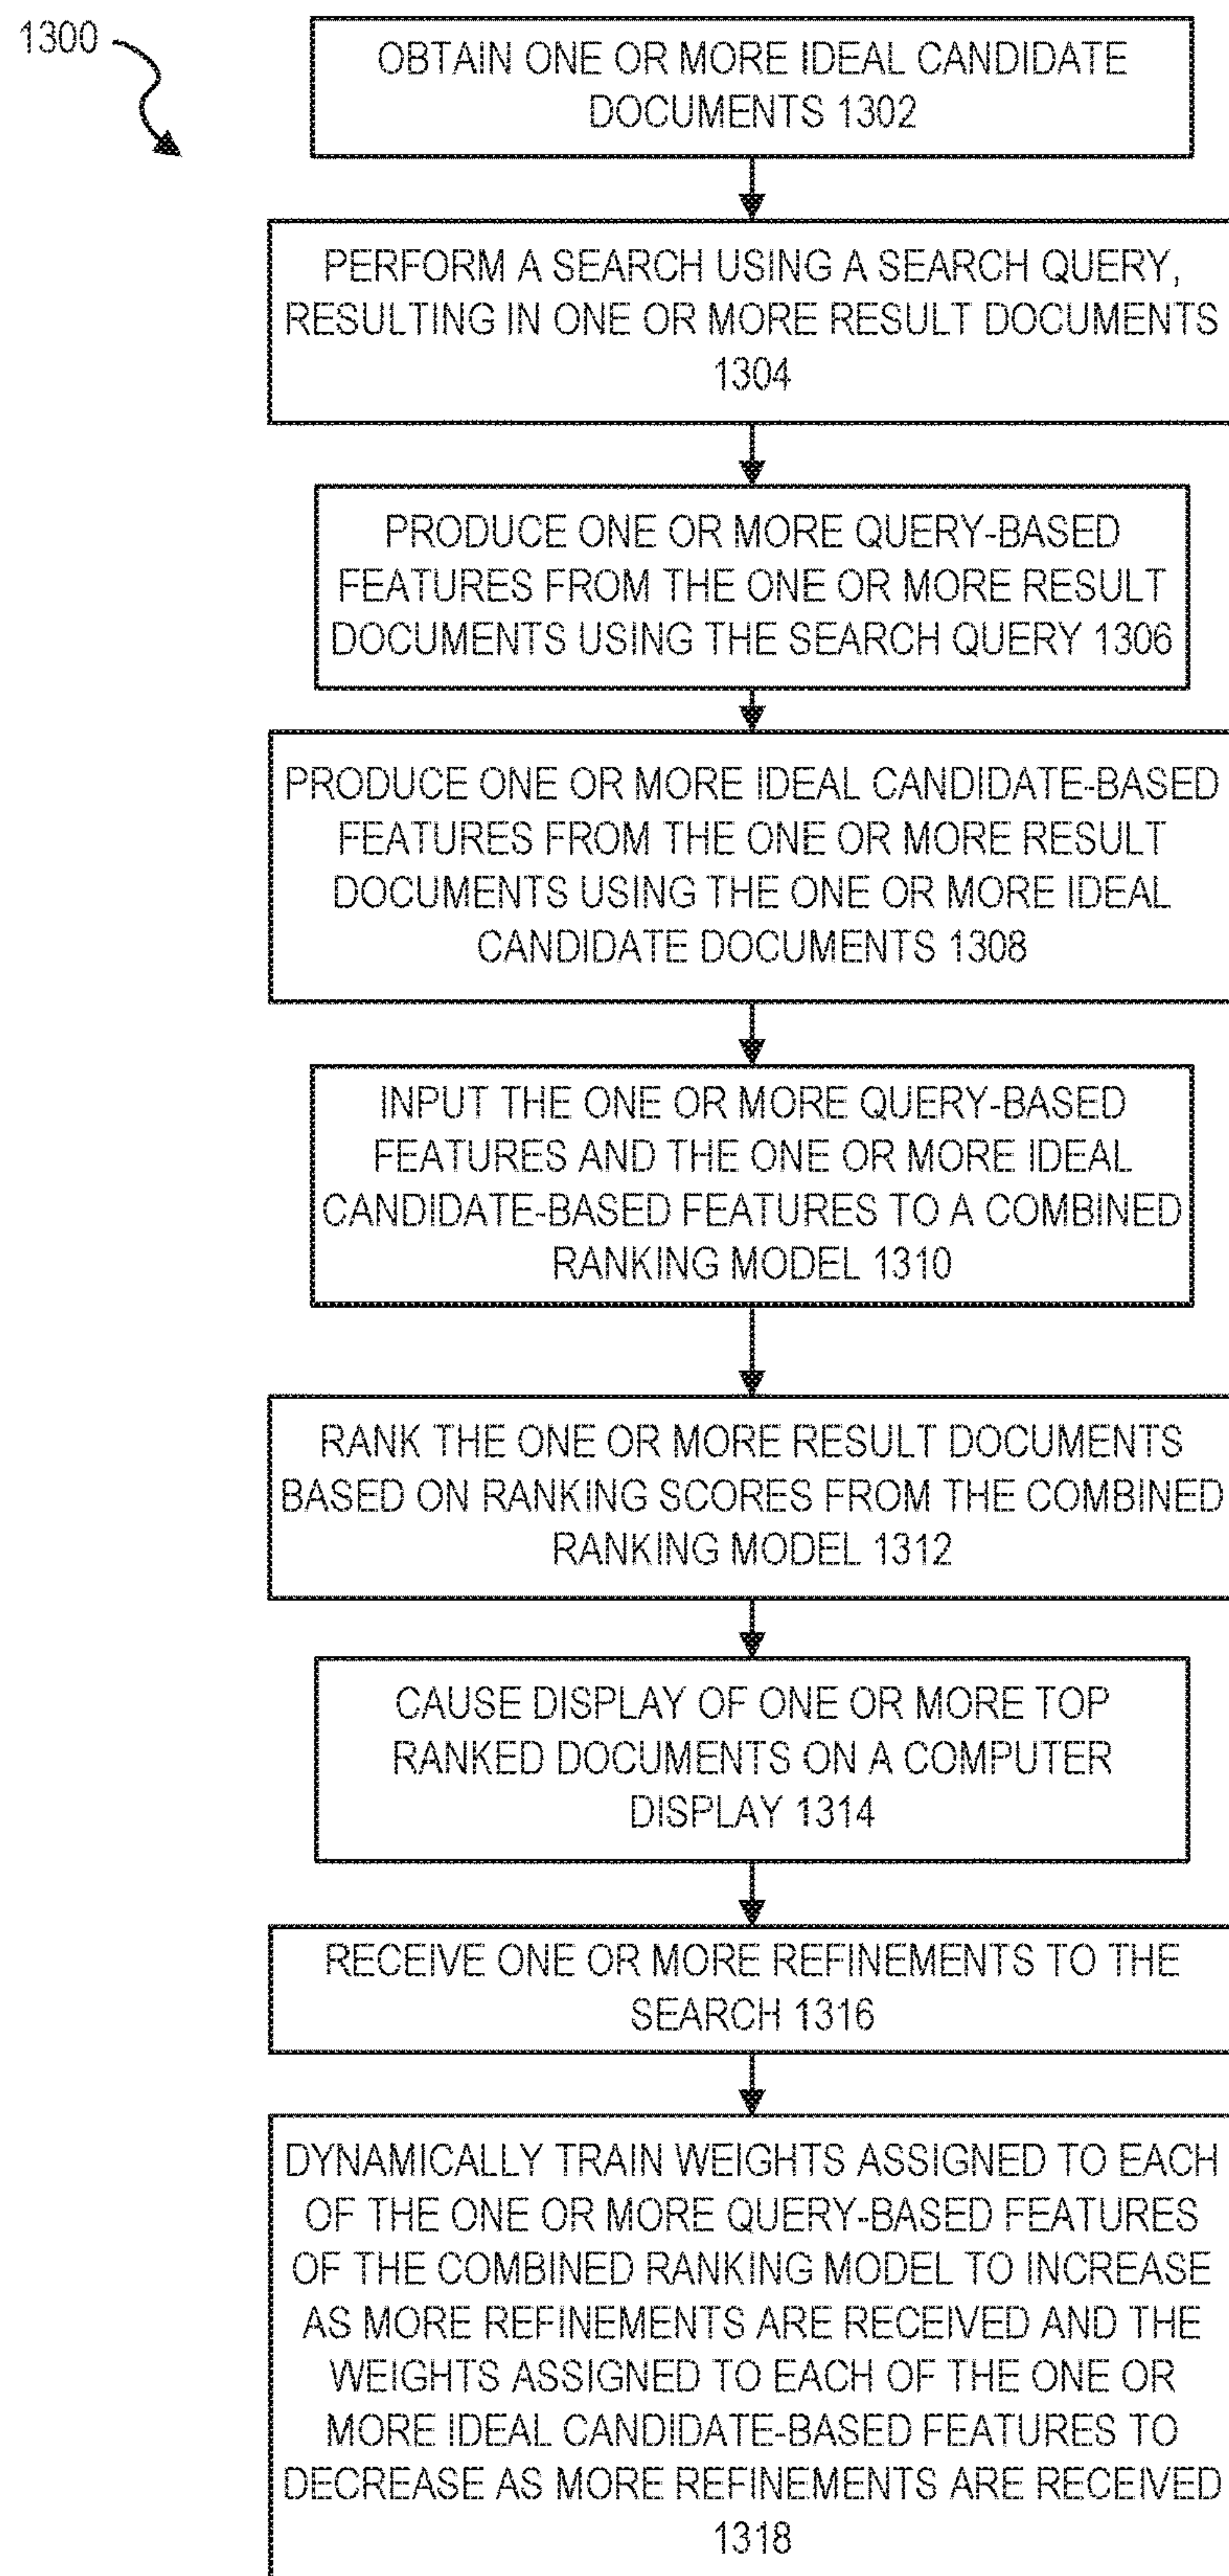 1300
OBTAIN ONE OR MORE IDEAL CANDIDATE
DOCUMENTS 1302
PERFORM A SEARCH USING A SEARCH QUERY,
RESULTING IN ONE OR MORE RESULT DOCUMENTS
1304
PRODUCE ONE OR MORE QUERY-BASED
FEATURES FROM THE ONE OR MORE RESULT
DOCUMENTS USING THE SEARCH QUERY 1306
PRODUCE ONE OR MORE IDEAL CANDIDATE-BASED
FEATURES FROM THE ONE OR MORE RESULT
DOCUMENTS USING THE ONE OR MORE IDEAL
CANDIDATE DOCUMENTS 1308
INPUT THE ONE OR MORE QUERY-BASED
FEATURES AND THE ONE OR MORE IDEAL
CANDIDATE-BASED FEATURES TO A COMBINED
RANKING MODEL 1310
RANK THE ONE OR MORE RESULT DOCUMENTS
BASED ON RANKING SCORES FROM THE COMBINED
RANKING MODEL 1312
CAUSE DISPLAY OF ONE OR MORE TOP
RANKED DOCUMENTS ON A COMPUTER
DISPLAY 1314
RECEIVE ONE OR MORE REFINEMENTS TO THE
SEARCH 1316
DYNAMICALLY TRAIN WEIGHTS ASSIGNED TO EACH
OF THE ONE OR MORE QUERY-BASED FEATURES
OF THE COMBINED RANKING MODEL TO INCREASE
AS MORE REFINEMENTS ARE RECEIVED AND THE
WEIGHTS ASSIGNED TO EACH OF THE ONE OR
MORE IDEAL CANDIDATE-BASED FEATURES TO
DECREASE AS MORE REFINEMENTS ARE RECEIVED
1318